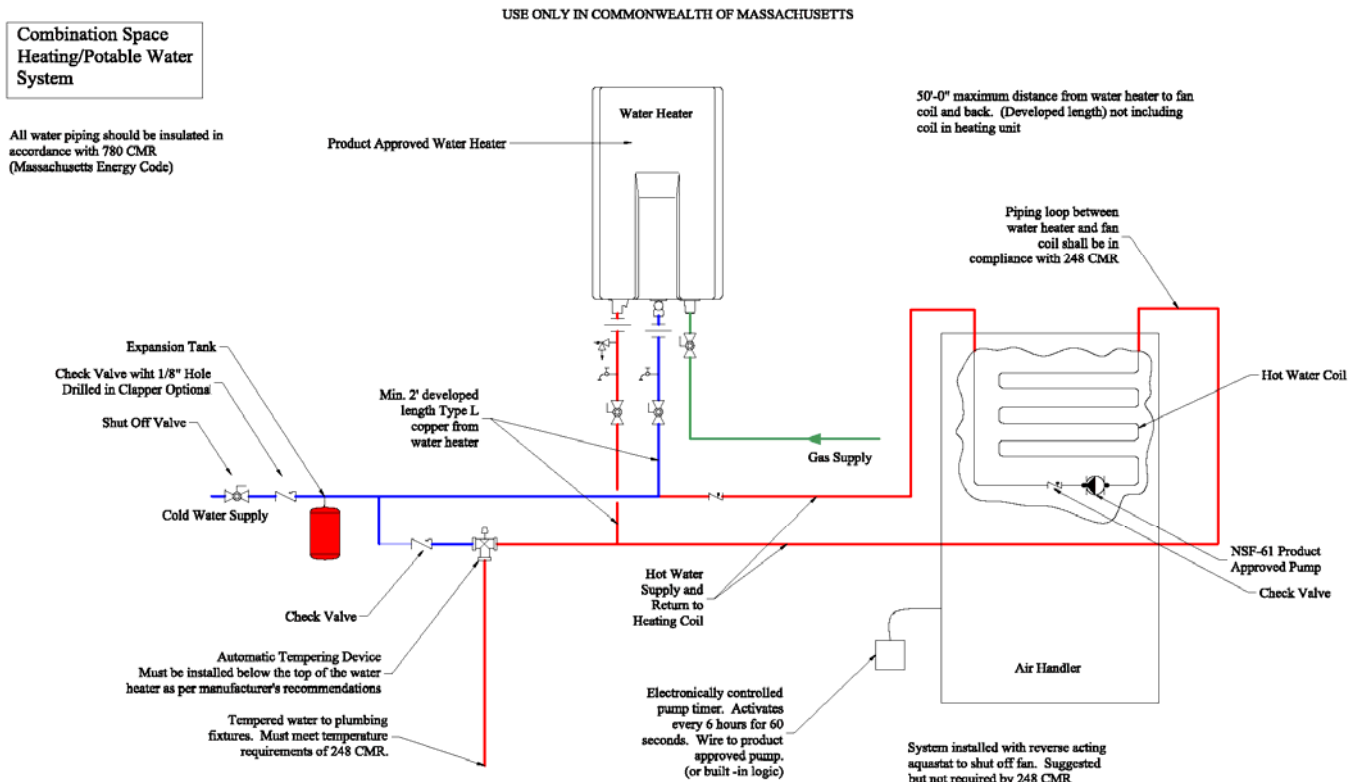 USE ONLY IN COMMONWEALTH OF MASSACHUSETTS
Combination Space
Heating/Potable Water
System
All water piping should be insulated in
accordance with 780 CMR
(Massachusetts Energy Code)
Water Heater
Product Approved Water Heater
50'-0" maximum distance from water heater to fan
coil and back. (Developed length) not including
coil in heating unit
Piping loop between
water heater and fan
coil shall be in
compliance with 248 CMR
Expansion Tank
Check Valve wiht 1/8" Hole
Drilled in Clapper Optional
Shut Off Valve
Min. 2' developed
length Type L
copper from
water heater
Hot Water Coil
Gas Supply
Cold Water Supply
NSF-61 Product
Approved Pump
Check Valve
Hot Water
Supply and
Return to
Heating Coil
Check Valve
Automatic Tempering Device
Must be installed below the top of the water
heater as per manufacturer's recommendations
Air Handler
Tempered water to plumbing
fixtures. Must meet temperature
requirements of 248 CMR.
Electronically controlled
pump timer. Activates
every 6 hours for 60
seconds. Wire to product
approved pump.
(or built -in logic)
System installed with reverse acting
aquastat to shut off fan. Suggested
but not required by 248 CMR